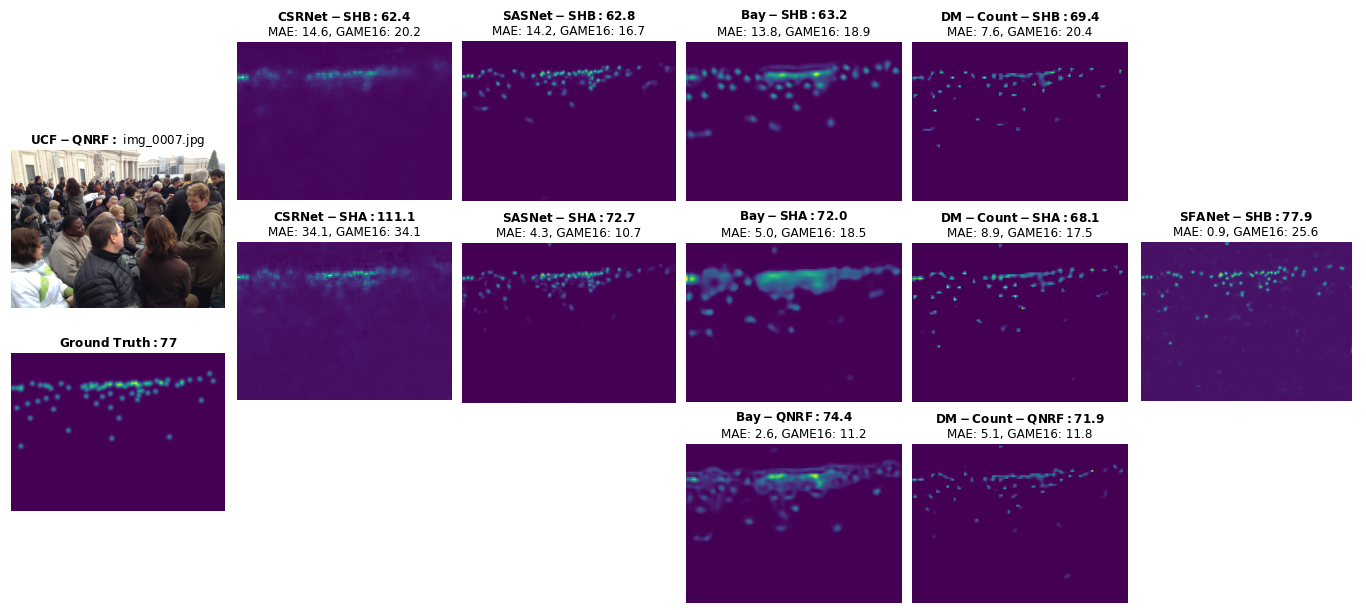 CSRNet − SHB : 62.4
MAE: 14.6, GAME16: 20.2
SASNet − SHB : 62.8
MAE: 14.2, GAME16: 16.7
Bay − SHB : 63.2
MAE: 13.8, GAME16: 18.9
DM − Count − SHB : 69.4
MAE: 7.6, GAME16: 20.4
UCF − QNRF : img_0007.jpg
CSRNet − SHA : 111.1
MAE: 34.1, GAME16: 34.1
SASNet − SHA : 72.7
MAE: 4.3, GAME16: 10.7
Bay − SHA : 72.0
MAE: 5.0, GAME16: 18.5
DM − Count − SHA : 68.1
MAE: 8.9, GAME16: 17.5
SFANet − SHB : 77.9
MAE: 0.9, GAME16: 25.6
Ground Truth : 77
Bay − QNRF : 74.4
MAE: 2.6, GAME16: 11.2
DM − Count − QNRF : 71.9
MAE: 5.1, GAME16: 11.8